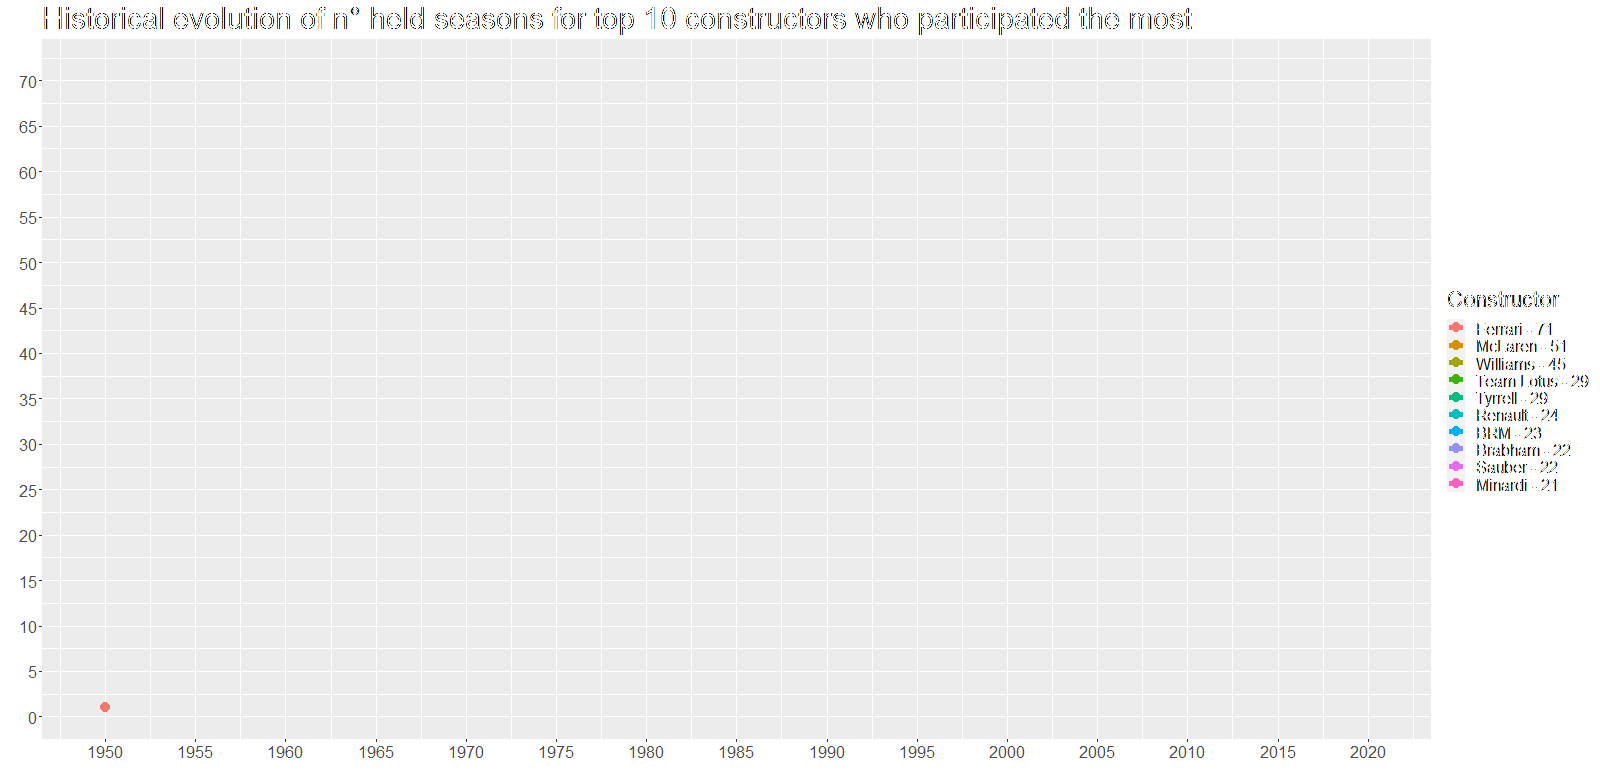 Historical evolution of n° held seasons for top 10 constructors who participated the most
70
65
60
55
50
45
40
35
30
25
20
15
10
5
0
1950 1955 1960 1965 1970 1975 1980 1985 1990 1995 2000 2005 2010 2015 2020
Constructor
Ferrari - 71
McLaren - 51
Williams - 45
Team Lotus - 29
Tyrrell - 29
Renault - 24
BRM - 23
Brabham - 22
Sauber - 22
Minardi - 21